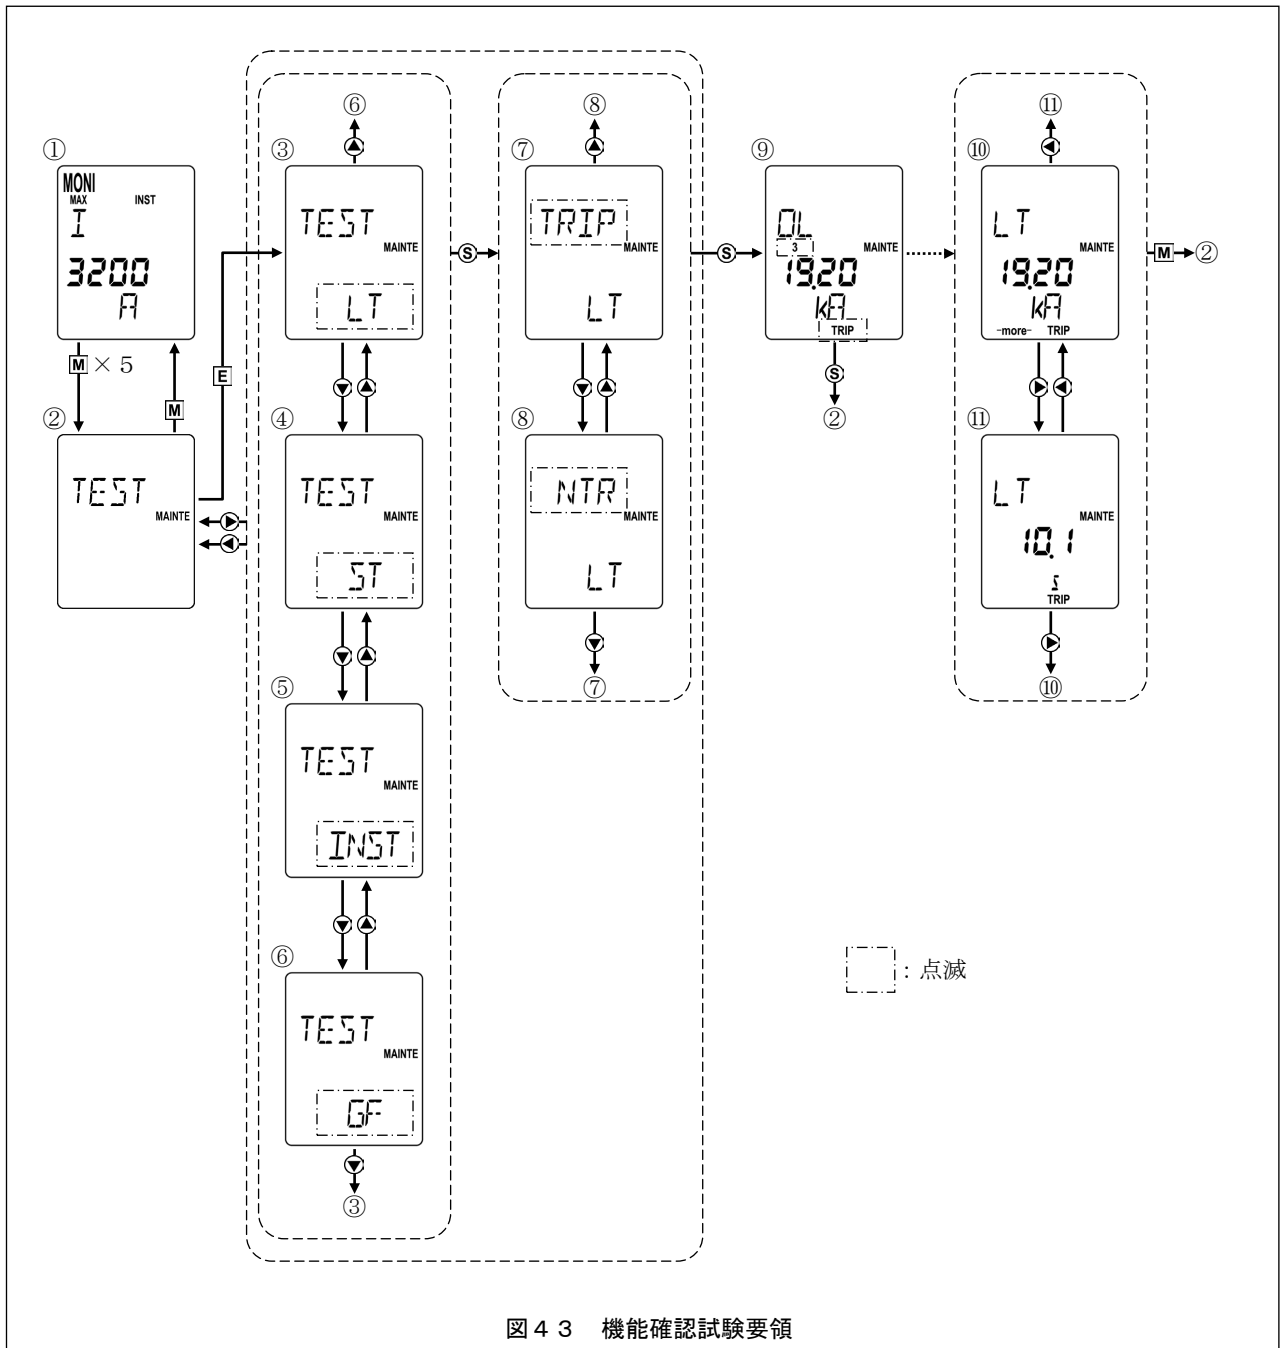 ①
MONI
MAX INST
I
3200
A
M × 5
M
②
TEST
MAINTE
E
⑥
③
TEST
MAINTE
LT
④
TEST
MAINTE
ST
⑤
TEST
MAINTE
INST
⑥
TEST
MAINTE
GF
③
S
⑧
⑦
TRIP
MAINTE
LT
⑧
NTR
MAINTE
LT
⑦
S
⑨
OL
3 MAINTE
19.20
kA
TRIP
S
②
⑪
⑩
LT
MAINTE
19.20
kA
-more- TRIP
M ②
⑪
LT
MAINTE
10.1
s
TRIP
⑩
: 点滅
図43 機能確認試験要領